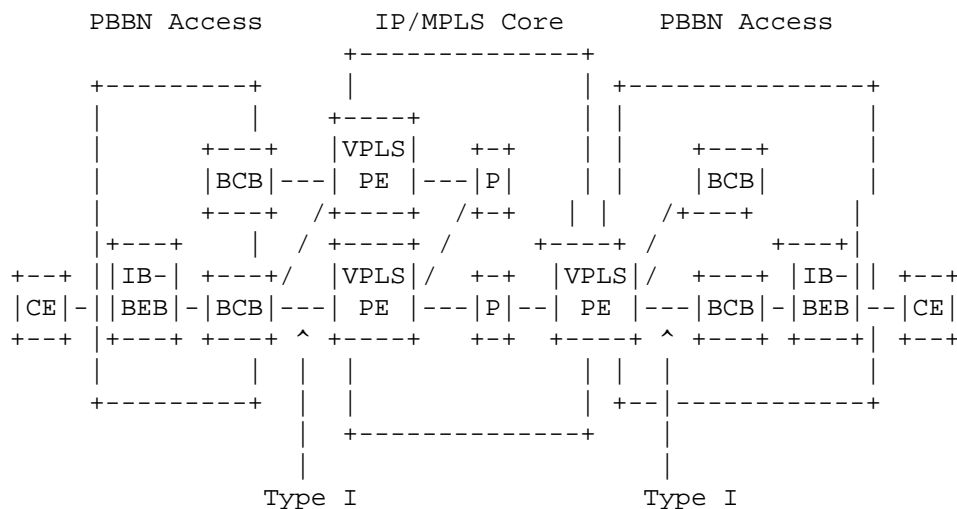 PBBN Access IP/MPLS Core PBBN Access
VPLS
BCB PE P BCB
IB- VPLS VPLS IB-
CE BEB BCB PE P PE BCB BEB CE
Type I Type I